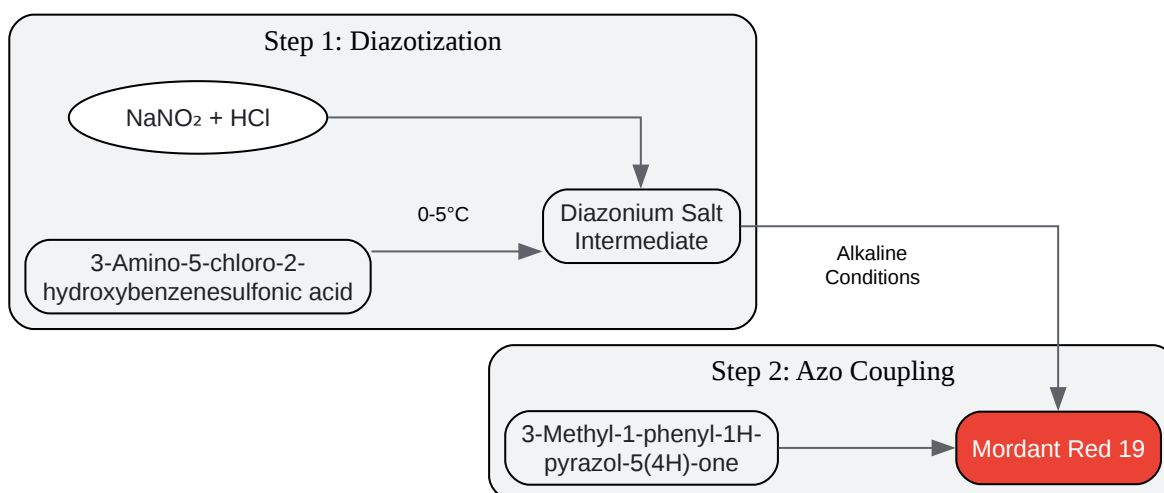 Step 1: Diazotization
NaNO₂ + HCl
0-5°C
Diazonium Salt
Intermediate
3-Amino-5-chloro-2-
hydroxybenzenesulfonic acid
Alkaline
Conditions
Step 2: Azo Coupling
3-Methyl-1-phenyl-1H-
pyrazol-5(4H)-one
Mordant Red 19